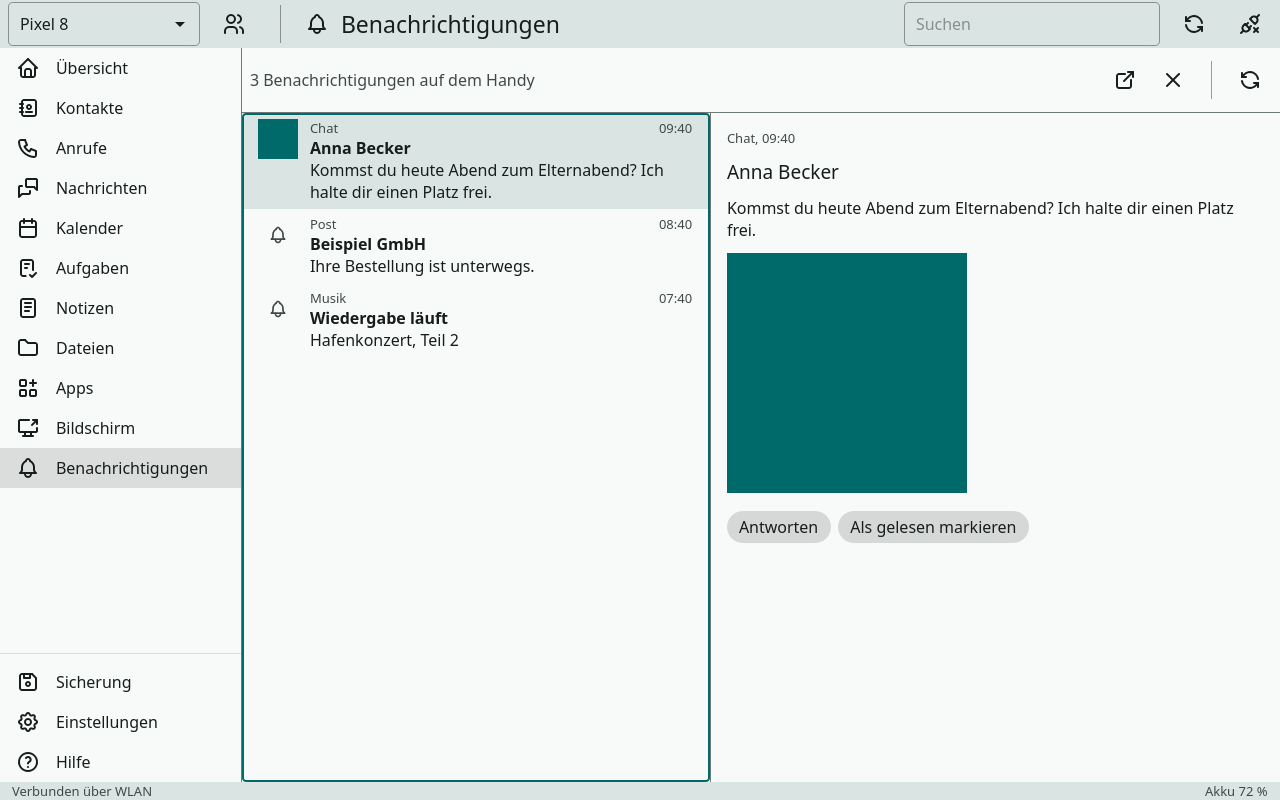 Pixel 8
Benachrichtigungen
Suchen
Übersicht
Kontakte
Anrufe
Nachrichten
Kalender
Aufgaben
Notizen
Dateien
Apps
Bildschirm
Benachrichtigungen
Sicherung
Einstellungen
Hilfe
3 Benachrichtigungen auf dem Handy
Chat 09:40
Anna Becker
Kommst du heute Abend zum Elternabend? Ich
halte dir einen Platz frei.
Post 08:40
Beispiel GmbH
Ihre Bestellung ist unterwegs.
Musik 07:40
Wiedergabe läuft
Hafenkonzert, Teil 2
Chat, 09:40
Anna Becker
Kommst du heute Abend zum Elternabend? Ich halte dir einen Platz
frei.
Antworten
Als gelesen markieren
Verbunden über WLAN
Akku 72 %